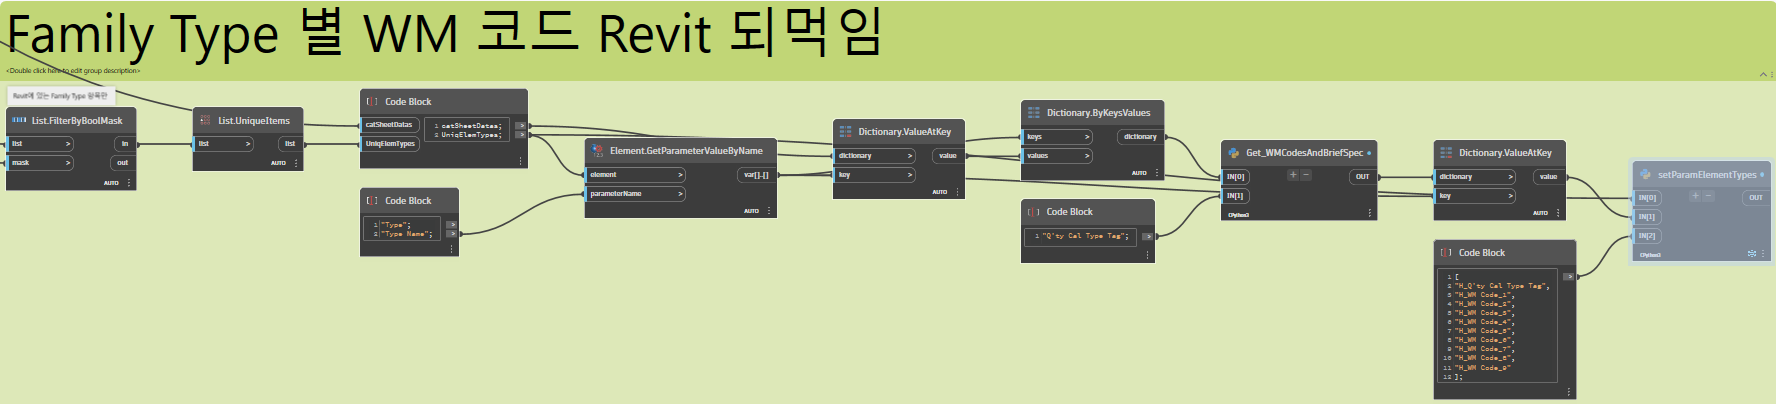 Family Type 별 WM 코드 Revit 되먹임
<Double click here to edit group description>
Revit에 있는 Family Type 항목만
List.FilterByBoolMask
list > in
mask > out
AUTO
List.UniqueItems
list > list
AUTO
Code Block
catSheetDatas
UniqElemTypes
1 catSheetDatas; >
2 UniqElemTypes; >
Code Block
1 "Type"; >
2 "Type Name"; >
Element.GetParameterValueByName
element > var[]..[]
parameterName >
AUTO
Dictionary.ValueAtKey
dictionary > value
key >
AUTO
Dictionary.ByKeysValues
keys > dictionary
values >
AUTO
Code Block
1 "Q'ty Cal Type Tag"; >
Get_WMCodesAndBriefSpec
IN[0] + − OUT
IN[1]
CPython3
Dictionary.ValueAtKey
dictionary > value
key >
AUTO
Code Block
1 [ >
2 "H_Q'ty Cal Type Tag",
3 "H_WM Code_1",
4 "H_WM Code_2",
5 "H_WM Code_3",
6 "H_WM Code_4",
7 "H_WM Code_5",
8 "H_WM Code_6",
9 "H_WM Code_7",
10 "H_WM Code_8",
11 "H_WM Code_9"
12 ];
setParamElementTypes
IN[0] + − OUT
IN[1]
IN[2]
CPython3